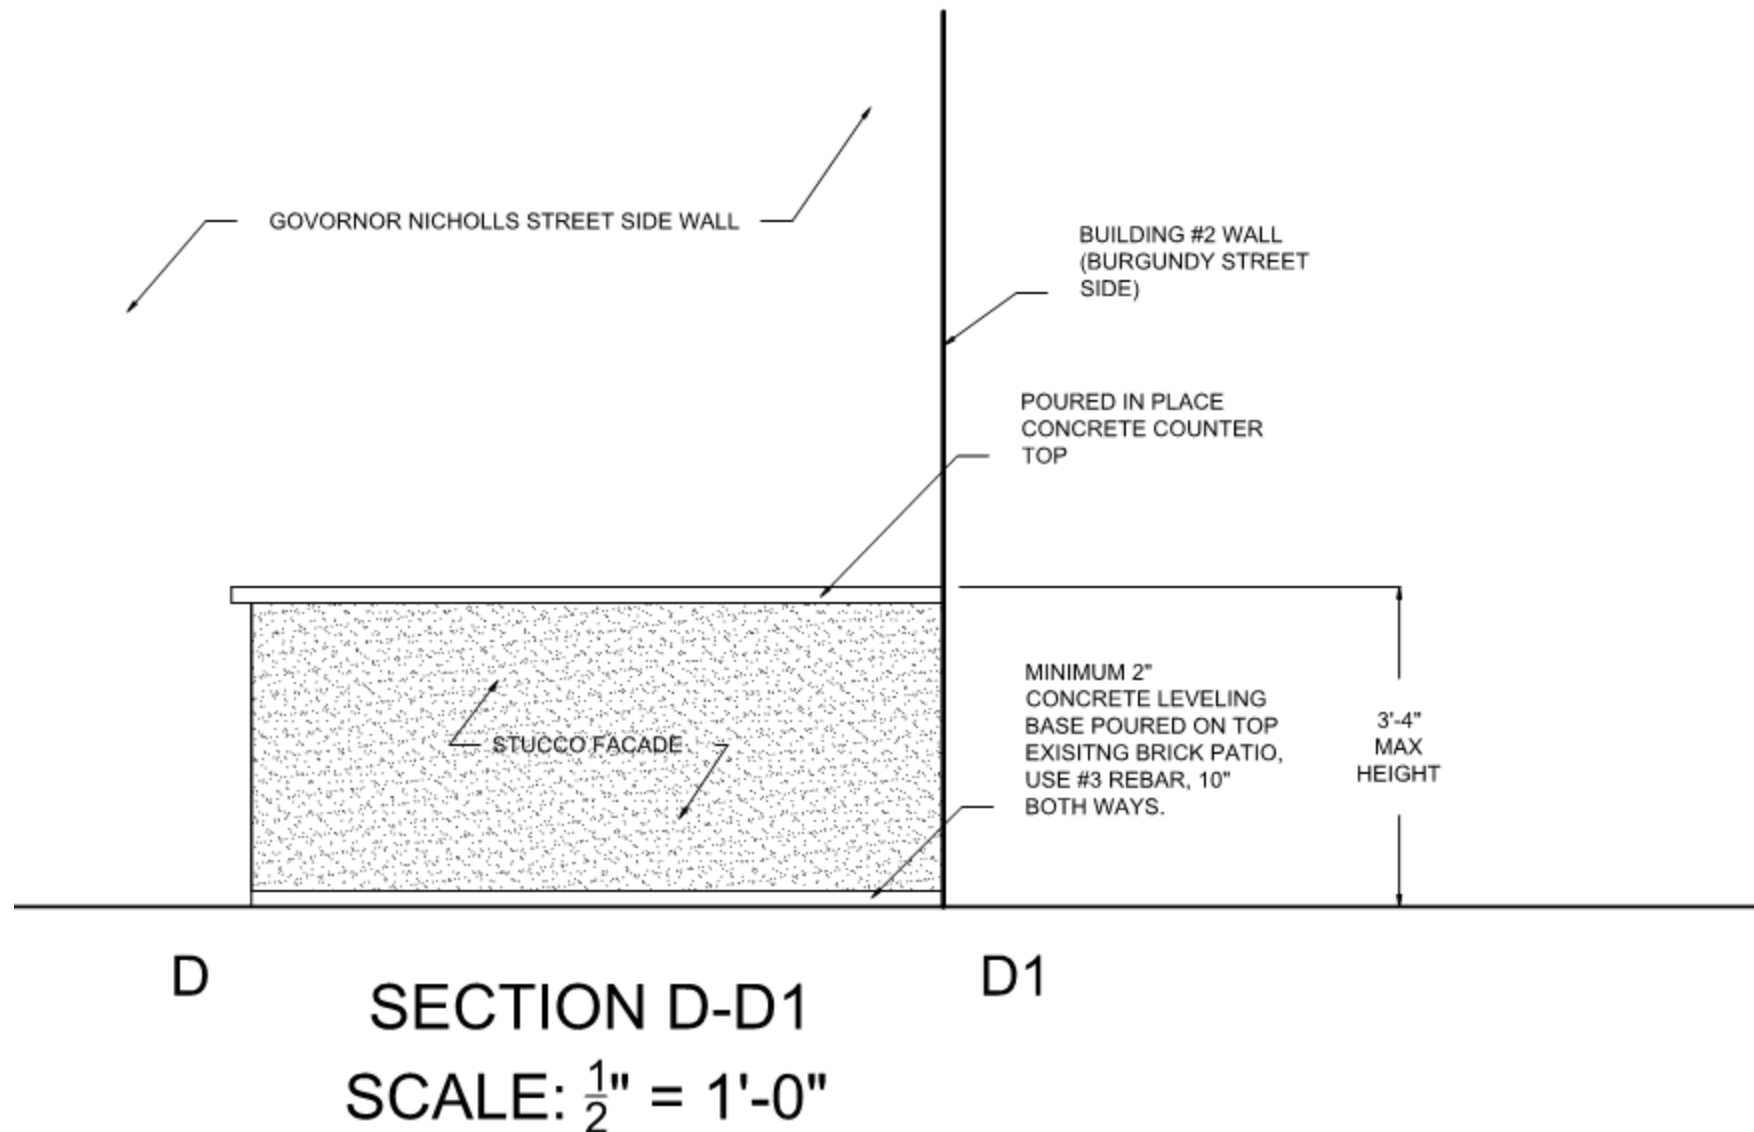 GOVORNOR NICHOLLS STREET SIDE WALL
BUILDING #2 WALL
(BURGUNDY STREET
SIDE)
POURED IN PLACE
CONCRETE COUNTER
TOP
MINIMUM 2"
CONCRETE LEVELING
BASE POURED ON TOP
EXISITNG BRICK PATIO,
USE #3 REBAR, 10"
BOTH WAYS.
3'-4"
MAX
HEIGHT
STUCCO FACADE
D
D1
SECTION D-D1
SCALE: 1/2" = 1'-0"